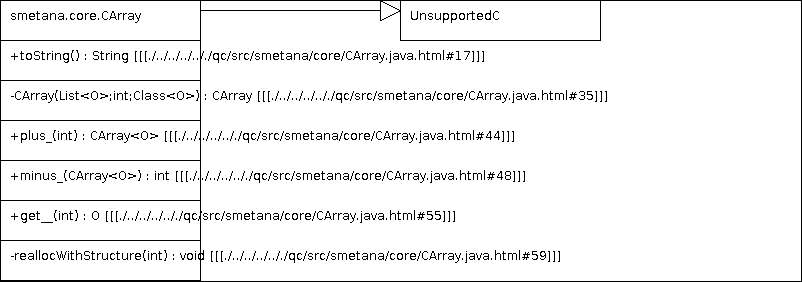 smetana.core.CArray
UnsupportedC
+toString() : String [[[./../../../../../qc/src/smetana/core/CArray.java.html#17]]]
-CArray(List<O>;int;Class<O>) : CArray [[[./../../../../../qc/src/smetana/core/CArray.java.html#35]]]
+plus_(int) : CArray<O> [[[./../../../../../qc/src/smetana/core/CArray.java.html#44]]]
+minus_(CArray<O>) : int [[[./../../../../../qc/src/smetana/core/CArray.java.html#48]]]
+get__(int) : O [[[./../../../../../qc/src/smetana/core/CArray.java.html#55]]]
-reallocWithStructure(int) : void [[[./../../../../../qc/src/smetana/core/CArray.java.html#59]]]